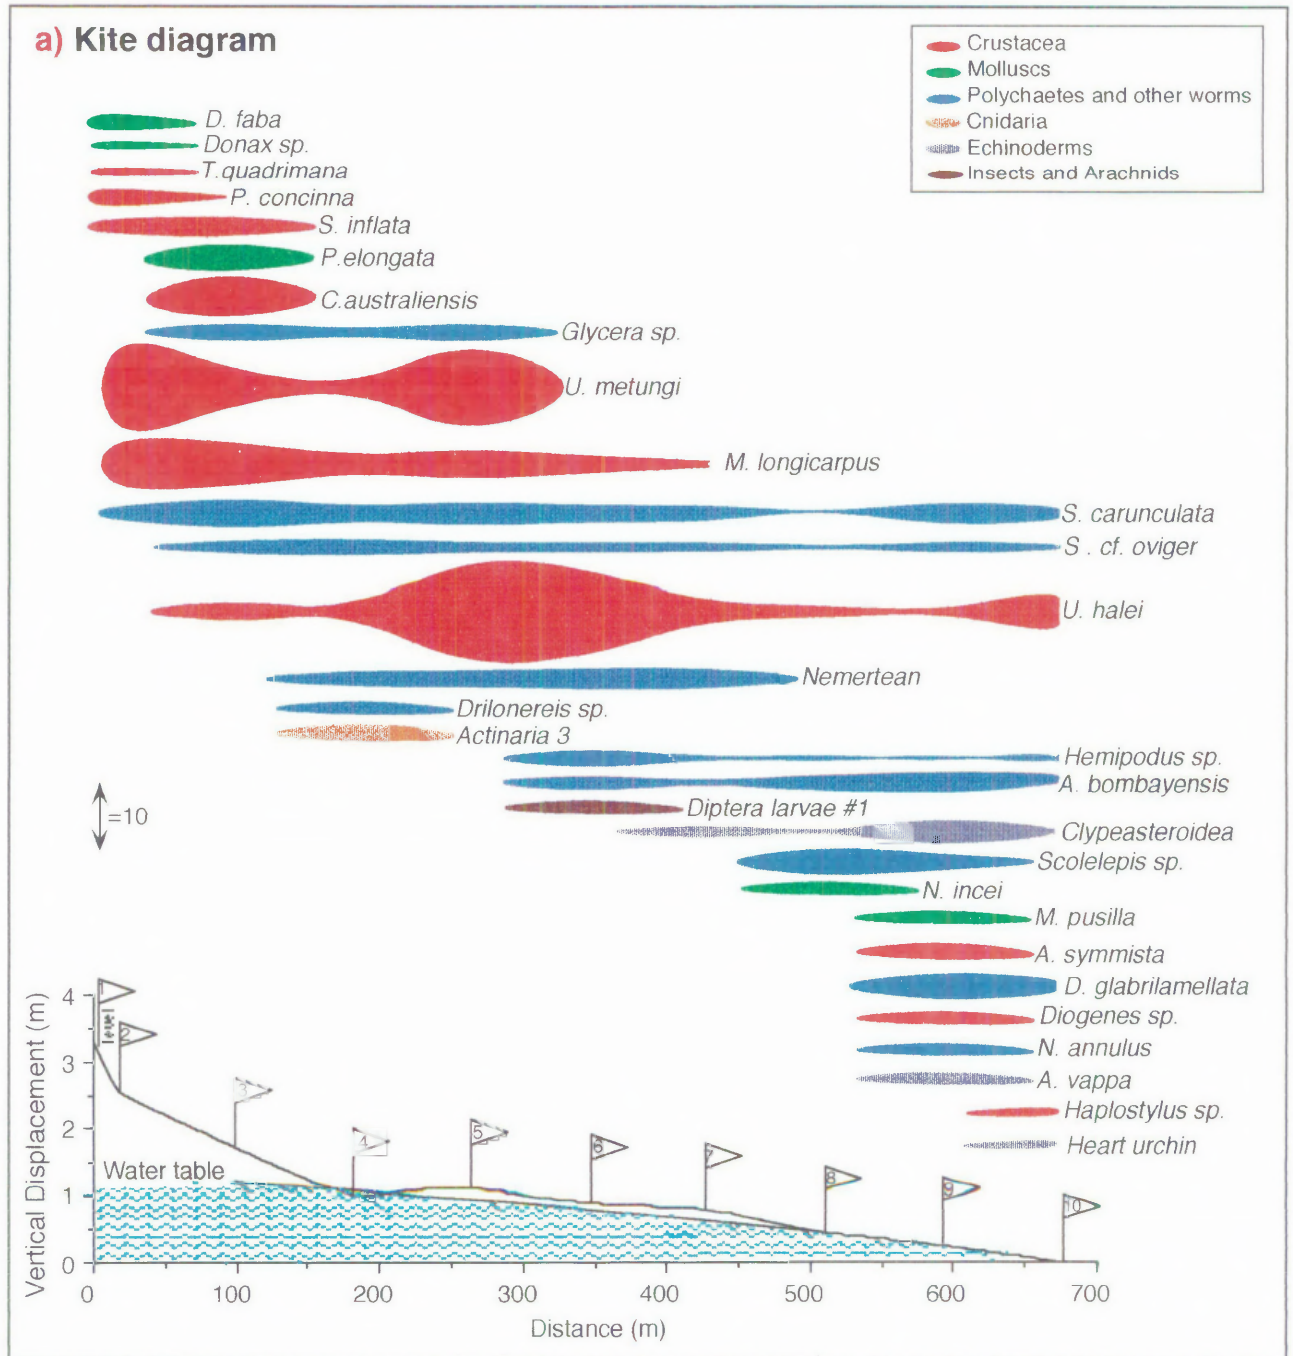 a) Kite diagram
Crustacea
Molluscs
Polychaetes and other worms
Cnidaria
Echinoderms
Insects and Arachnids
D. faba
Donax sp.
T.quadrimana
P. concinna
S. inflata
P.elongata
C.australiensis
Glycera sp.
U. metungi
M. longicarpus
S. carunculata
S . cf. oviger
U. halei
Nemertean
Drilonereis sp.
Actinaria 3
Hemipodus sp.
A. bombayensis
=10
Diptera larvae #1
Clypeasteroidea
Scolelepis sp.
N. incei
M. pusilla
A. symmista
D. glabrilamellata
Diogenes sp.
N. annulus
A. vappa
Haplostylus sp.
Heart urchin
Vertical Displacement (m)
4
3
2
1
0
1
level
2
3
4
5
6
7
8
9
10
Water table
0 100 200 300 400 500 600 700
Distance (m)